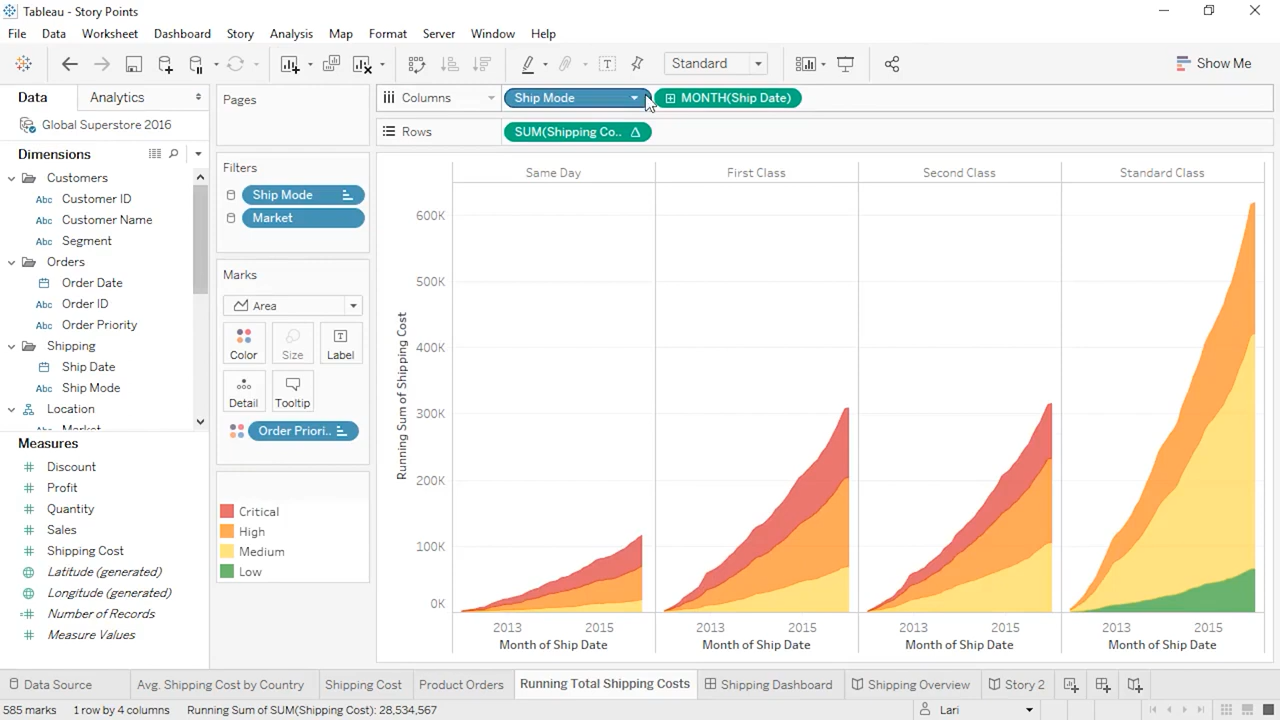 Tableau - Story Points
File Data Worksheet Dashboard Story Analysis Map Format Server Window Help
Standard
Show Me
Data Analytics
Pages
Columns Ship Mode MONTH(Ship Date)
Global Superstore 2016
Rows SUM(Shipping Co..
Dimensions
Customers
Abc Customer ID
Abc Customer Name
Abc Segment
Orders
Order Date
Abc Order ID
Abc Order Priority
Shipping
Ship Date
Abc Ship Mode
Location
Measures
Discount
Profit
Quantity
Sales
Shipping Cost
Latitude (generated)
Longitude (generated)
Number of Records
Measure Values
Filters
Ship Mode
Market
Marks
Area
Color Size Label
Detail Tooltip
Order Priori..
Critical
High
Medium
Low
Same Day First Class Second Class Standard Class
Running Sum of Shipping Cost
600K
500K
400K
300K
200K
100K
0K
2013 2015 2013 2015 2013 2015 2013 2015
Month of Ship Date Month of Ship Date Month of Ship Date Month of Ship Date
Data Source Avg. Shipping Cost by Country Shipping Cost Product Orders Running Total Shipping Costs Shipping Dashboard Shipping Overview Story 2
585 marks 1 row by 4 columns Running Sum of SUM(Shipping Cost): 28,534,567 Lari